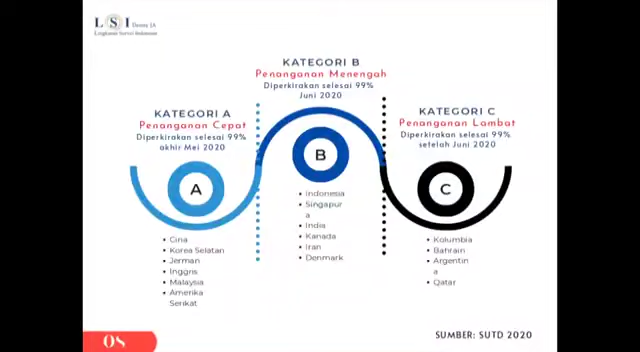 LSI Denny JA
Lingkaran Survei Indonesia
KATEGORI B
Penanganan Menengah
Diperkirakan selesai 99%
Juni 2020
KATEGORI A
Penanganan Cepat
Diperkirakan selesai 99%
akhir Mei 2020
KATEGORI C
Penanganan Lambat
Diperkirakan selesai 99%
setelah Juni 2020
A
B
C
• Cina
• Korea Selatan
• Jerman
• Inggris
• Malaysia
• Amerika
Serikat
• Indonesia
• Singapur
a
• India
• Kanada
• Iran
• Denmark
• Kolumbia
• Bahrain
• Argentin
a
• Qatar
08
SUMBER: SUTD 2020